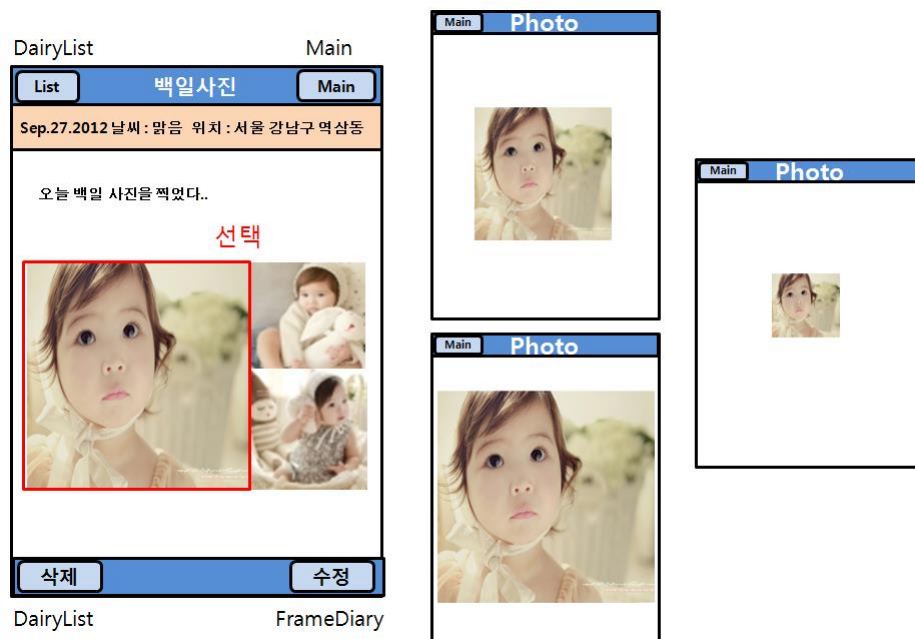 DairyList Main
List 백일사진 Main
Sep.27.2012 날씨 : 맑음 위치 : 서울 강남구 역삼동
오늘 백일 사진을 찍었다..
선택
삭제 수정
DairyList FrameDiary
Main Photo
Main Photo
Main Photo